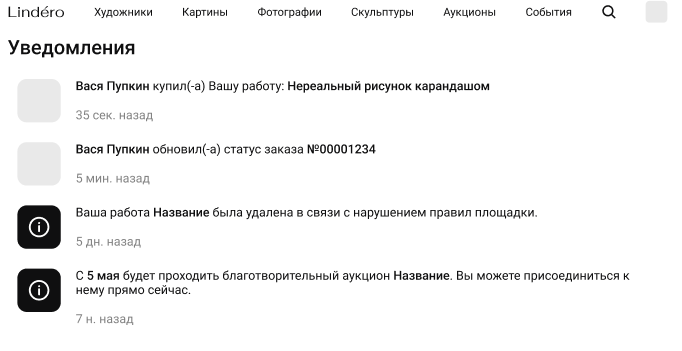 Lindéro Художники Картины Фотографии Скульптуры Аукционы События
Уведомления
Вася Пупкин купил(-а) Вашу работу: Нереальный рисунок карандашом
35 сек. назад
Вася Пупкин обновил(-а) статус заказа №00001234
5 мин. назад
Ваша работа Название была удалена в связи с нарушением правил площадки.
5 дн. назад
С 5 мая будет проходить благотворительный аукцион Название. Вы можете присоединиться к
нему прямо сейчас.
7 н. назад